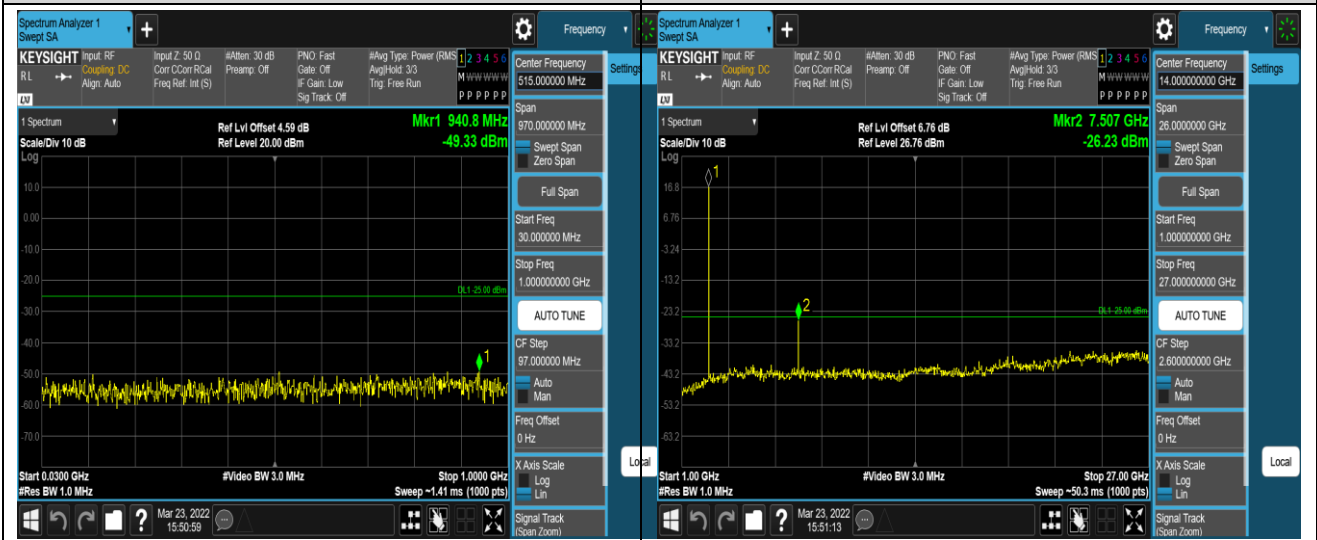 Spectrum Analyzer 1
Swept SA
+
Frequency
KEYSIGHT
Input: RF
Coupling: DC
Align: Auto
Input Z: 50 Ω
Corr CCorr RCal
Freq Ref: Int (S)
#Atten: 30 dB
Preamp: Off
PNO: Fast
Gate: Off
IF Gain: Low
Sig Track: Off
#Avg Type: Power (RMS
Avg|Hold: 3/3
Trig: Free Run
1 2 3 4 5 6
M W W W W W
P P P P P P
RL
LXI
Center Frequency
515.000000 MHz
Settings
1 Spectrum
Ref Lvl Offset 4.59 dB
Mkr1 940.8 MHz
Scale/Div 10 dB
Ref Level 20.00 dBm
-49.33 dBm
Log
10.0
0.00
-10.0
-20.0
-30.0
-40.0
-50.0
-60.0
-70.0
DL1 -25.00 dBm
1
Start 0.0300 GHz
#Video BW 3.0 MHz
Stop 1.0000 GHz
#Res BW 1.0 MHz
Sweep ~1.41 ms (1000 pts)
Span
970.000000 MHz
Swept Span
Zero Span
Full Span
Start Freq
30.000000 MHz
Stop Freq
1.000000000 GHz
AUTO TUNE
CF Step
97.000000 MHz
Auto
Man
Freq Offset
0 Hz
X Axis Scale
Log
Lin
Signal Track
(Span Zoom)
Local
?
Mar 23, 2022
15:50:59
Spectrum Analyzer 1
Swept SA
+
Frequency
KEYSIGHT
Input: RF
Coupling: DC
Align: Auto
Input Z: 50 Ω
Corr CCorr RCal
Freq Ref: Int (S)
#Atten: 30 dB
Preamp: Off
PNO: Fast
Gate: Off
IF Gain: Low
Sig Track: Off
#Avg Type: Power (RMS
Avg|Hold: 3/3
Trig: Free Run
1 2 3 4 5 6
M W W W W W
P P P P P P
RL
LXI
Center Frequency
14.000000000 GHz
Settings
1 Spectrum
Ref Lvl Offset 6.76 dB
Mkr2 7.507 GHz
Scale/Div 10 dB
Ref Level 26.76 dBm
-26.23 dBm
Log
16.8
6.76
-3.24
-13.2
-23.2
-33.2
-43.2
-53.2
-63.2
1
2
DL1 -25.00 dBm
Start 1.00 GHz
#Video BW 3.0 MHz
Stop 27.00 GHz
#Res BW 1.0 MHz
Sweep ~50.3 ms (1000 pts)
Span
26.0000000 GHz
Swept Span
Zero Span
Full Span
Start Freq
1.000000000 GHz
Stop Freq
27.000000000 GHz
AUTO TUNE
CF Step
2.600000000 GHz
Auto
Man
Freq Offset
0 Hz
X Axis Scale
Log
Lin
Signal Track
(Span Zoom)
Local
?
Mar 23, 2022
15:51:13